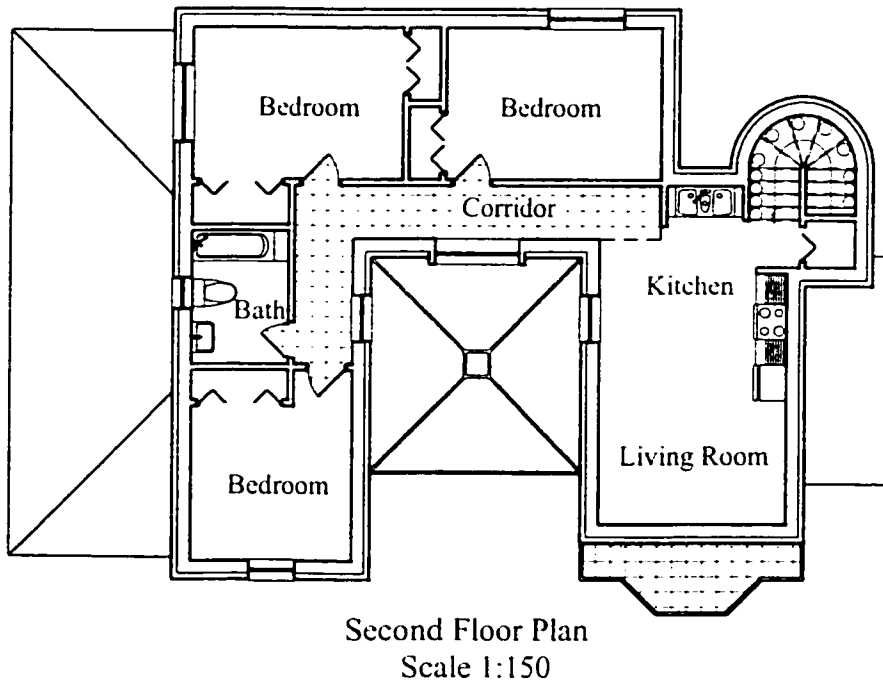 Bedroom
Bedroom
Corridor
Kitchen
Bath
Living Room
Bedroom
Second Floor Plan
Scale 1:150